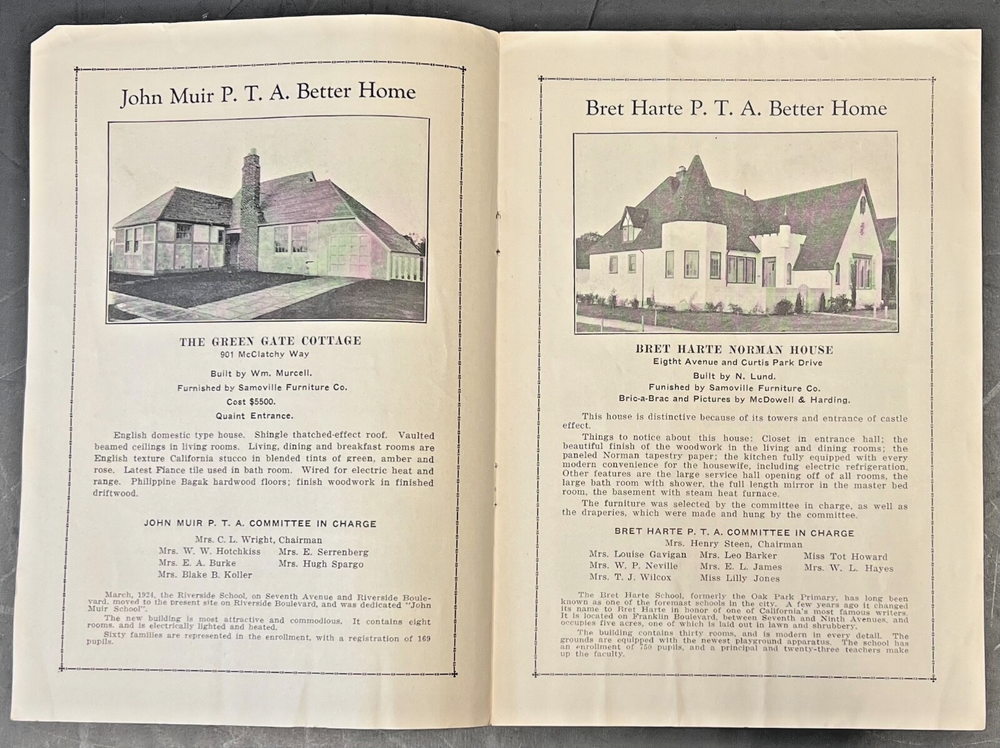 John Muir P. T. A. Better Home
THE GREEN GATE COTTAGE
901 McClatchy Way
Built by Wm. Murcell.
Furnished by Samoville Furniture Co.
Cost $5500.
Quaint Entrance.
English domestic type house. Shingle thatched-effect roof. Vaulted
beamed ceilings in living rooms. Living, dining and breakfast rooms are
English texture California stucco in blended tints of green, amber and
rose. Latest Fiance tile used in bath room. Wired for electric heat and
range. Philippine Bagak hardwood floors; finish woodwork in finished
driftwood.
JOHN MUIR P. T. A. COMMITTEE IN CHARGE
Mrs. C. L. Wright, Chairman
Mrs. W. W. Hotchkiss Mrs. E. Serrenberg
Mrs. E. A. Burke Mrs. Hugh Spargo
Mrs. Blake B. Koller
March, 1924, the Riverside School, on Seventh Avenue and Riverside Boule-
vard, moved to the present site on Riverside Boulevard, and was dedicated "John
Muir School".
The new building is most attractive and commodious. It contains eight
rooms, and is electrically lighted and heated.
Sixty families are represented in the enrollment, with a registration of 169
pupils.
Bret Harte P. T. A. Better Home
BRET HARTE NORMAN HOUSE
Eigtht Avenue and Curtis Park Drive
Built by N. Lund.
Funished by Samoville Furniture Co.
Bric-a-Brac and Pictures by McDowell & Harding.
This house is distinctive because of its towers and entrance of castle
effect.
Things to notice about this house: Closet in entrance hall; the
beautiful finish of the woodwork in the living and dining rooms; the
paneled Norman tapestry paper; the kitchen fully equipped with every
modern convenience for the housewife, including electric refrigeration.
Other features are the large service hall opening off of all rooms, the
large bath room with shower, the full length mirror in the master bed
room, the basement with steam heat furnace.
The furniture was selected by the committee in charge, as well as
the draperies, which were made and hung by the committee.
BRET HARTE P. T. A. COMMITTEE IN CHARGE
Mrs. Henry Steen, Chairman
Mrs. Louise Gavigan Mrs. Leo Barker Miss Tot Howard
Mrs. W. P. Neville Mrs. E. L. James Mrs. W. L. Hayes
Mrs. T. J. Wilcox Miss Lilly Jones
The Bret Harte School, formerly the Oak Park Primary, has long been
known as one of the foremost schools in the city. A few years ago it changed
its name to Bret Harte in honor of one of California's most famous writers.
It is located on Franklin Boulevard, between Seventh and Ninth Avenues, and
occupies five acres, one of which is laid out in lawn and shrubbery.
The building contains thirty rooms, and is modern in every detail. The
grounds are equipped with the newest playground apparatus. The school has
an enrollment of 750 pupils, and a principal and twenty-three teachers make
up the faculty.